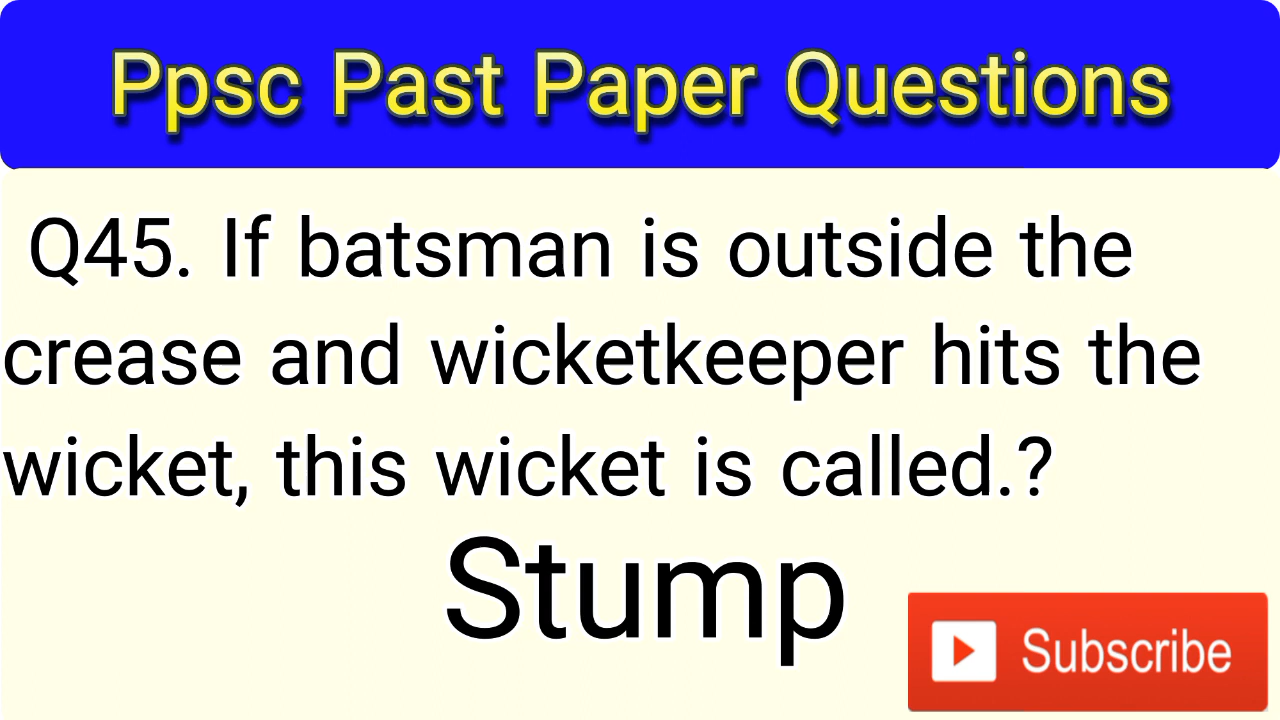 Ppsc Past Paper Questions
Q45. If batsman is outside the
crease and wicketkeeper hits the
wicket, this wicket is called.?
Stump
Subscribe